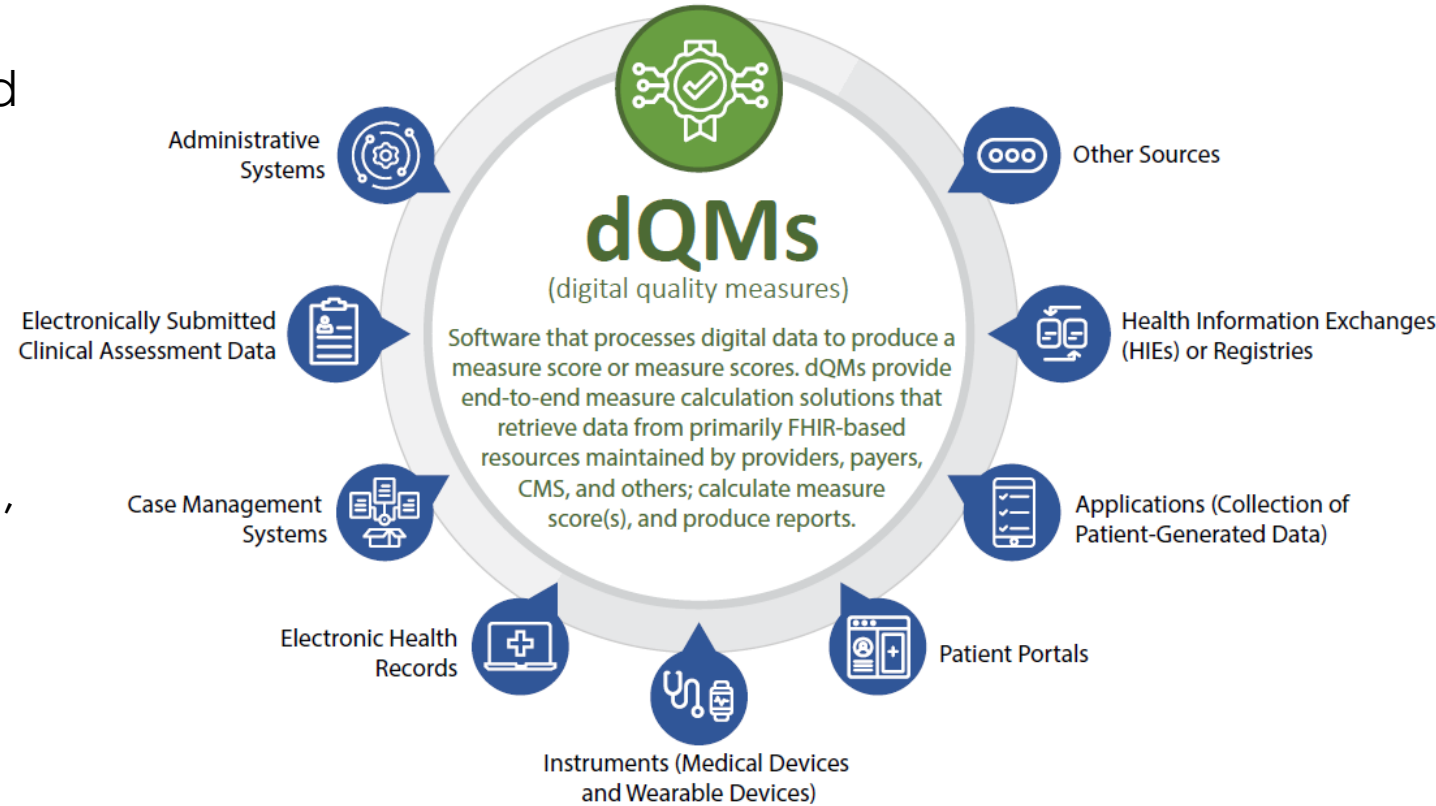 d
,
dQMs
(digital quality measures)
Software that processes digital data to produce a
measure score or measure scores. dQMs provide
end-to-end measure calculation solutions that
retrieve data from primarily FHIR-based
resources maintained by providers, payers,
CMS, and others; calculate measure
score(s), and produce reports.
Administrative
Systems
Electronically Submitted
Clinical Assessment Data
Case Management
Systems
Electronic Health
Records
Instruments (Medical Devices
and Wearable Devices)
Patient Portals
Applications (Collection of
Patient-Generated Data)
Health Information Exchanges
(HIEs) or Registries
Other Sources